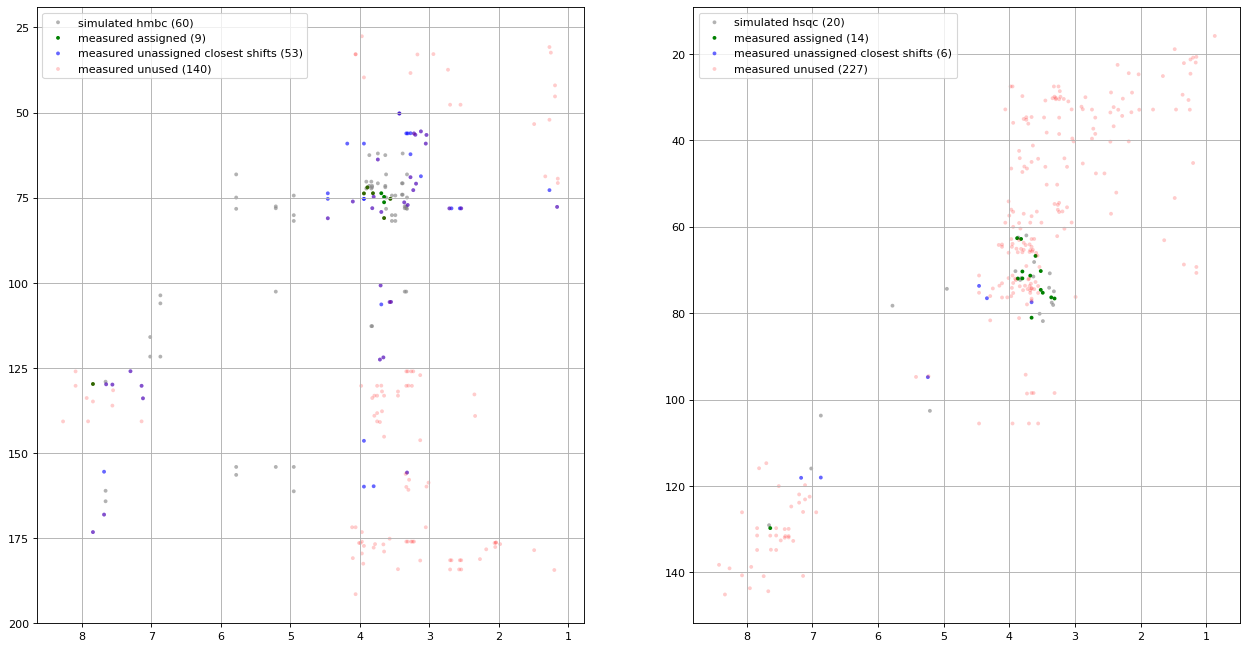 simulated hmbc (60)
measured assigned (9)
measured unassigned closest shifts (53)
measured unused (140)
25
50
75
100
125
150
175
200
8 7 6 5 4 3 2 1
simulated hsqc (20)
measured assigned (14)
measured unassigned closest shifts (6)
measured unused (227)
20
40
60
80
100
120
140
8 7 6 5 4 3 2 1